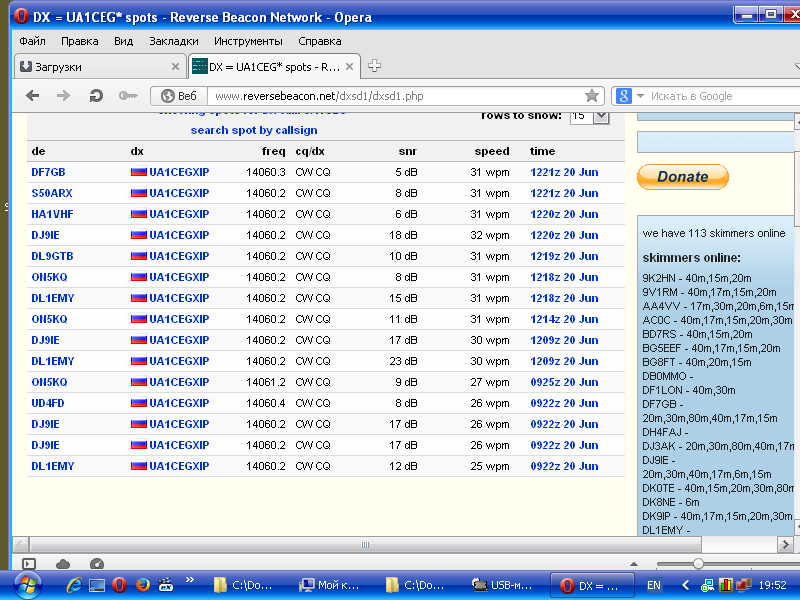 DX = UA1CEG* spots - Reverse Beacon Network - Opera
Файл Правка Вид Закладки Инструменты Справка
Загрузки DX = UA1CEG* spots - R...
Веб www.reversebeacon.net/dxsd1/dxsd1.php Искать в Google
rows to show: 15
search spot by callsign
de dx freq cq/dx snr speed time
DF7GB UA1CEGXIP 14060.3 CW CQ 5 dB 31 wpm 1221z 20 Jun
S50ARX UA1CEGXIP 14060.2 CW CQ 8 dB 31 wpm 1221z 20 Jun
HA1VHF UA1CEGXIP 14060.2 CW CQ 6 dB 31 wpm 1220z 20 Jun
DJ9IE UA1CEGXIP 14060.2 CW CQ 18 dB 32 wpm 1220z 20 Jun
DL9GTB UA1CEGXIP 14060.2 CW CQ 10 dB 31 wpm 1219z 20 Jun
ON5KQ UA1CEGXIP 14060.2 CW CQ 8 dB 31 wpm 1218z 20 Jun
DL1EMY UA1CEGXIP 14060.2 CW CQ 15 dB 31 wpm 1218z 20 Jun
ON5KQ UA1CEGXIP 14060.2 CW CQ 11 dB 31 wpm 1214z 20 Jun
DJ9IE UA1CEGXIP 14060.2 CW CQ 17 dB 30 wpm 1209z 20 Jun
DL1EMY UA1CEGXIP 14060.2 CW CQ 23 dB 30 wpm 1209z 20 Jun
ON5KQ UA1CEGXIP 14061.2 CW CQ 9 dB 27 wpm 0925z 20 Jun
UD4FD UA1CEGXIP 14060.4 CW CQ 8 dB 26 wpm 0922z 20 Jun
DJ9IE UA1CEGXIP 14060.2 CW CQ 17 dB 26 wpm 0922z 20 Jun
DJ9IE UA1CEGXIP 14060.2 CW CQ 17 dB 26 wpm 0922z 20 Jun
DL1EMY UA1CEGXIP 14060.2 CW CQ 12 dB 25 wpm 0922z 20 Jun
Donate
we have 113 skimmers online
skimmers online:
9K2HN - 40m,15m,20m
9V1RM - 40m,17m,15m,20m
AA4VV - 17m,30m,20m,6m,15m
AC0C - 40m,17m,15m,20m,30m
BD7RS - 40m,15m,20m
BG5EEF - 40m,17m,15m,20m
BG8FT - 40m,20m,15m
DB0MMO -
DF1LON - 40m,30m
DF7GB -
20m,30m,80m,40m,17m,15m
DH4FAJ -
DJ3AK - 20m,30m,80m,40m,17m
DJ9IE -
20m,30m,40m,17m,6m,15m
DK0TE - 40m,15m,20m,30m,80m
DK8NE - 6m
DK9IP - 40m,17m,15m,20m,30m
DL1EMY -
C:\Do... Мой к... C:\Do... USB-м... DX = ... EN 19:52